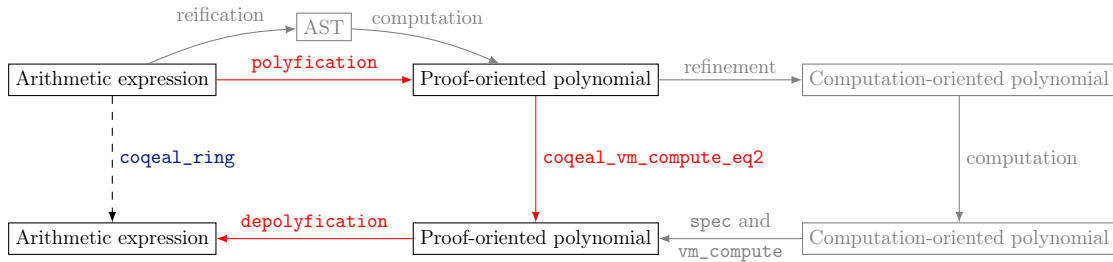 reification
AST
computation
Arithmetic expression
polyfication
Proof-oriented polynomial
refinement
Computation-oriented polynomial
coqeal_ring
coqeal_vm_compute_eq2
computation
Arithmetic expression
depolyfication
Proof-oriented polynomial
spec and
vm_compute
Computation-oriented polynomial